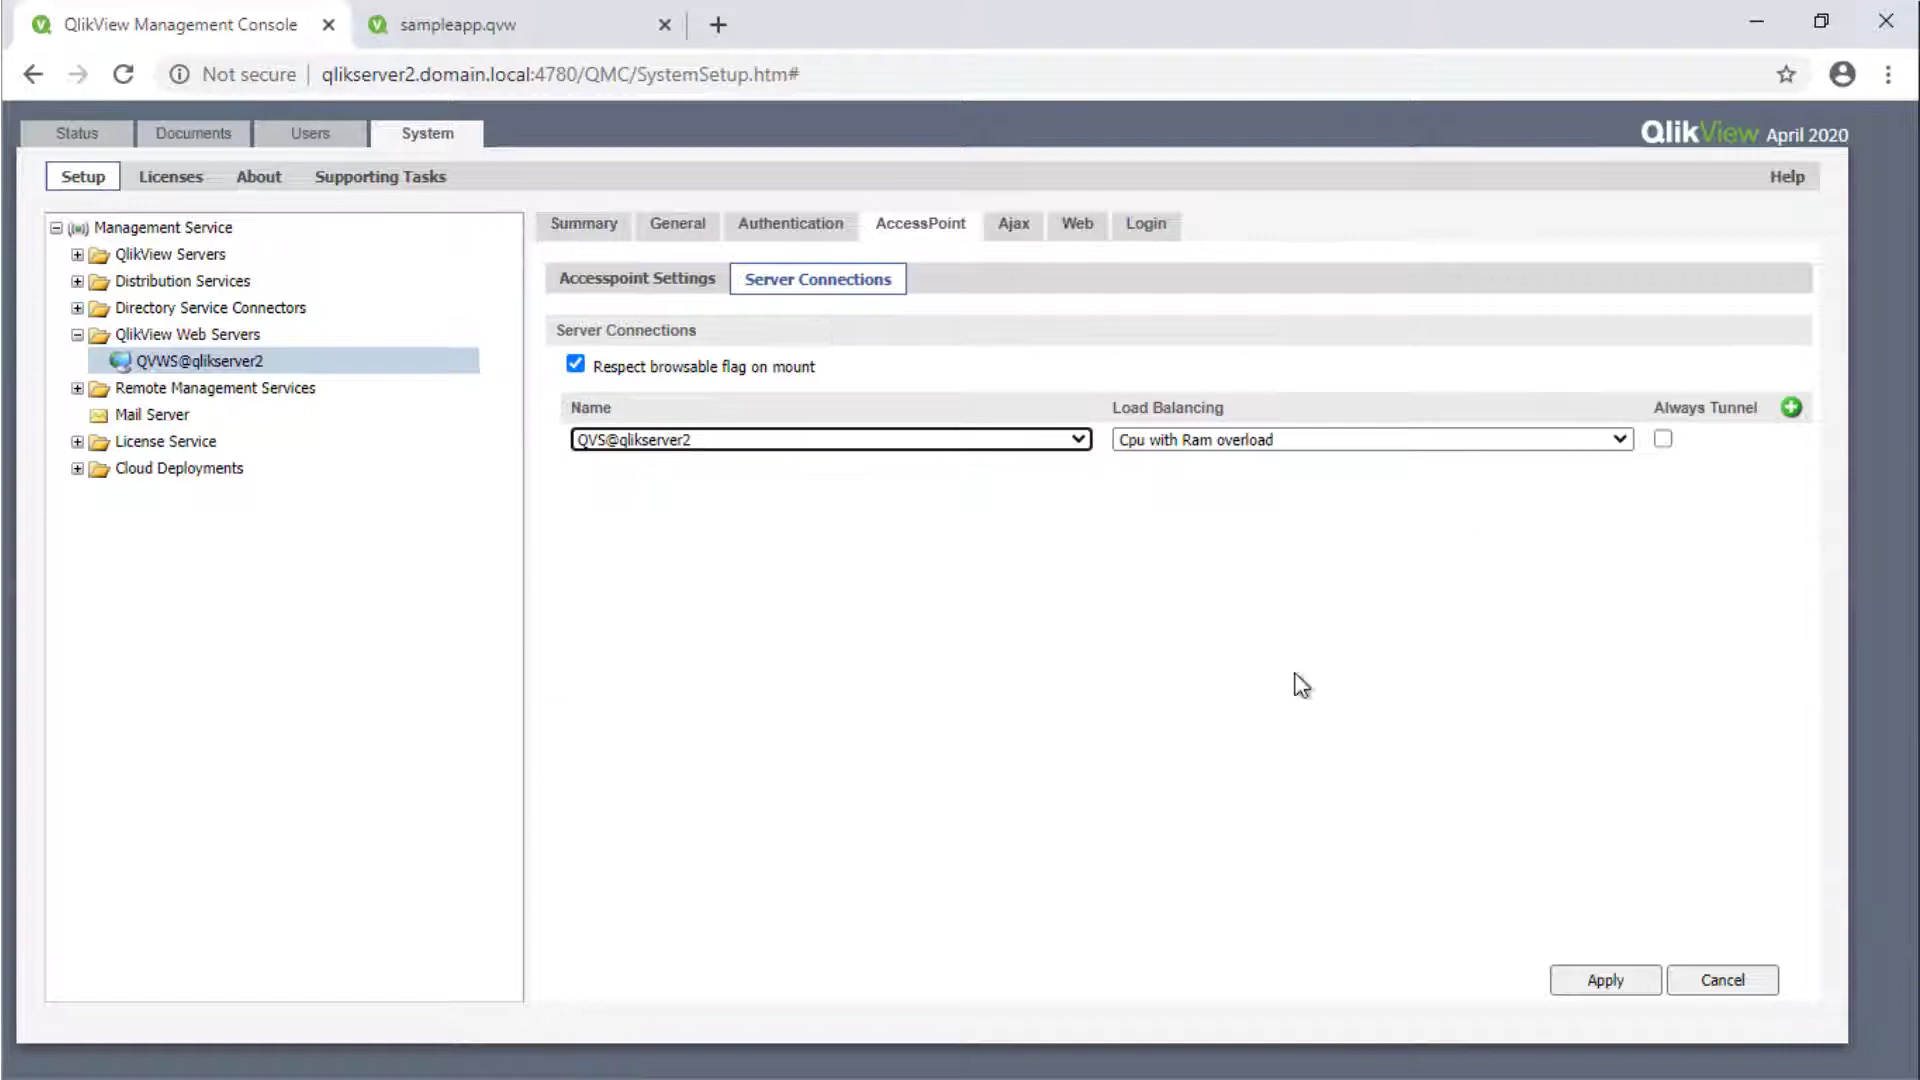 QlikView Management Console
sampleapp.qvw
Not secure
qlikserver2.domain.local:4780/QMC/SystemSetup.htm#
Status
Documents
Users
System
QlikView April 2020
Setup
Licenses
About
Supporting Tasks
Help
Management Service
QlikView Servers
Distribution Services
Directory Service Connectors
QlikView Web Servers
QVWS@qlikserver2
Remote Management Services
Mail Server
License Service
Cloud Deployments
Summary
General
Authentication
AccessPoint
Ajax
Web
Login
Accesspoint Settings
Server Connections
Server Connections
Respect browsable flag on mount
Name
Load Balancing
Always Tunnel
QVS@qlikserver2
Cpu with Ram overload
Apply
Cancel